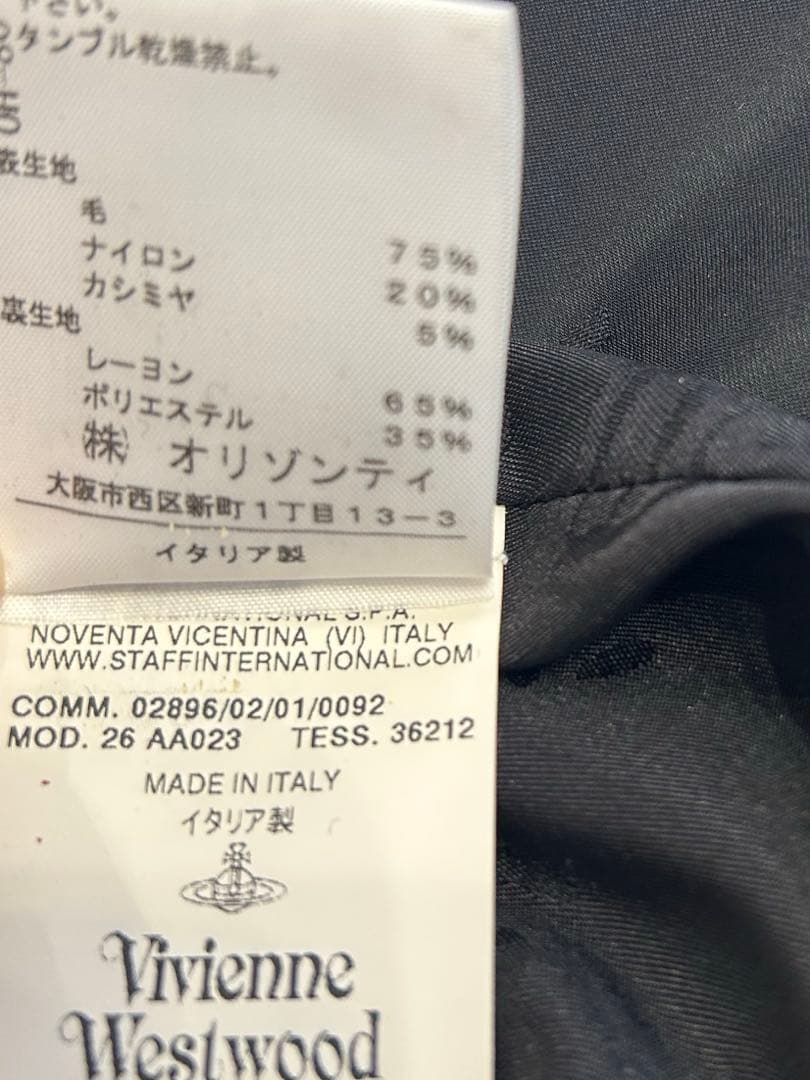 下さい。
タンブル乾燥禁止。
表生地
毛 75%
ナイロン 20%
カシミヤ 5%
裏生地
レーヨン 65%
ポリエステル 35%
㈱ オリゾンティ
大阪市西区新町1丁目13-3
イタリア製
INTERNATIONAL S.P.A.
NOVENTA VICENTINA (VI) ITALY
WWW.STAFFINTERNATIONAL.COM
COMM. 02896/02/01/0092
MOD. 26 AA023 TESS. 36212
MADE IN ITALY
イタリア製
Vivienne
Westwood